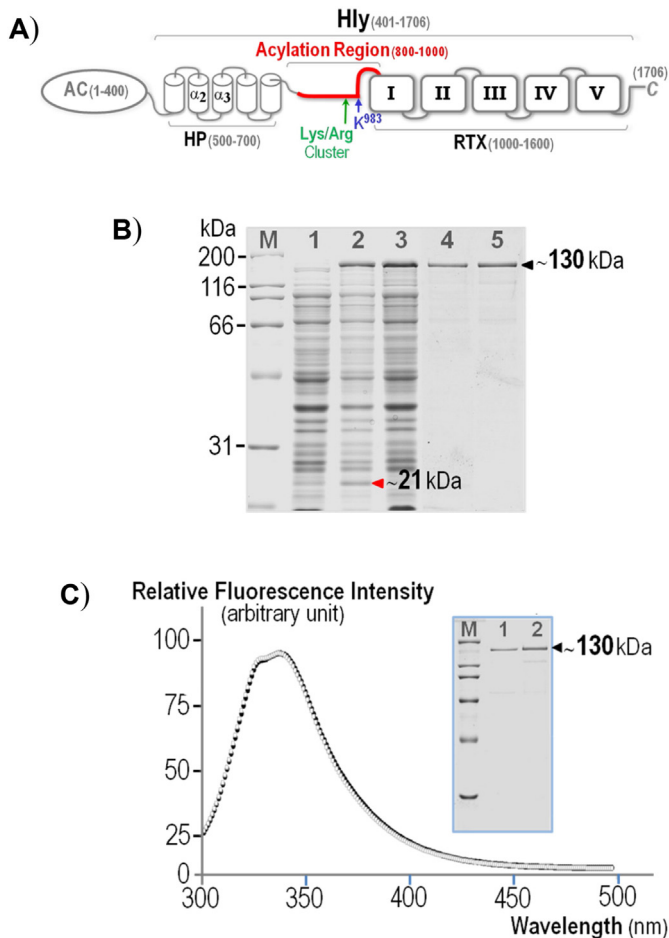 A)
Hly(401-1706)
Acylation Region(800-1000)
(1706)
AC(1-400)
α2 α3
I II III IV V
C
HP(500-700)
Lys/Arg
Cluster
K983
RTX(1000-1600)
B)
kDa M 1 2 3 4 5
200
~130 kDa
116
66
31
~21 kDa
C)
Relative Fluorescence Intensity
(arbitrary unit)
M 1 2
~130 kDa
100
75
50
25
0
300 350 400 450 500
Wavelength (nm)